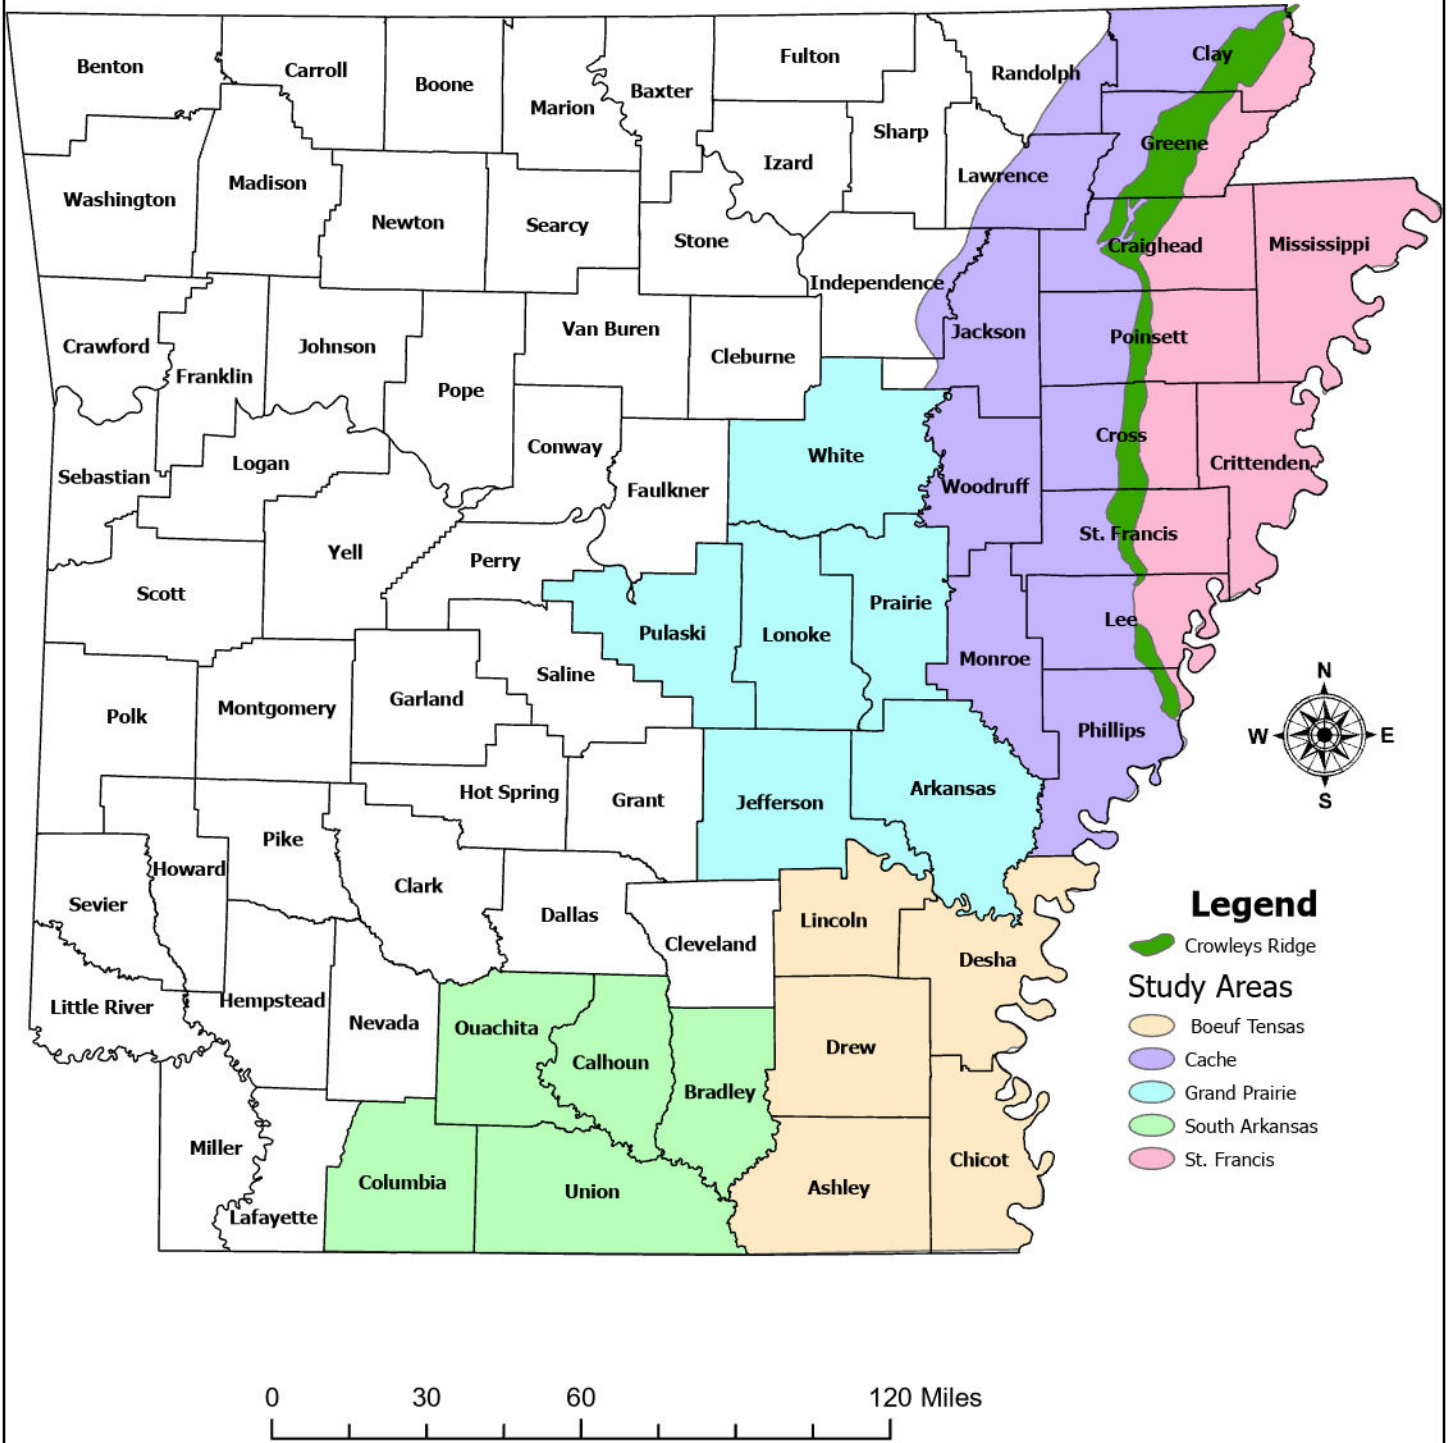 Benton
Carroll
Boone
Marion
Baxter
Fulton
Randolph
Clay
Sharp
Izard
Greene
Lawrence
Washington
Madison
Newton
Searcy
Stone
Craighead
Mississippi
Independence
Crawford
Franklin
Johnson
Van Buren
Jackson
Poinsett
Cleburne
Pope
Conway
White
Cross
Crittenden
Sebastian
Logan
Faulkner
Woodruff
St. Francis
Yell
Perry
Scott
Prairie
Pulaski
Lonoke
Lee
Monroe
Saline
Garland
Polk
Montgomery
Phillips
N
W
E
S
Hot Spring
Grant
Jefferson
Arkansas
Pike
Howard
Clark
Sevier
Dallas
Cleveland
Lincoln
Desha
Little River
Hempstead
Nevada
Ouachita
Calhoun
Bradley
Drew
Miller
Lafayette
Columbia
Union
Ashley
Chicot
Legend
Crowleys Ridge
Study Areas
Boeuf Tensas
Cache
Grand Prairie
South Arkansas
St. Francis
0 30 60 120 Miles